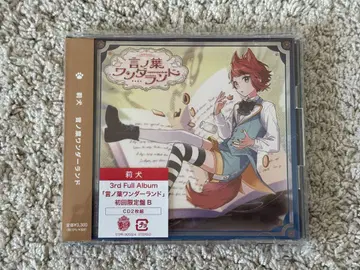 言ノ葉
ワンダーランド
莉犬　言ノ葉ワンダーランド
莉犬
3rd Full Album
「言ノ葉ワンダーランド」
初回限定盤 B
CD2枚組